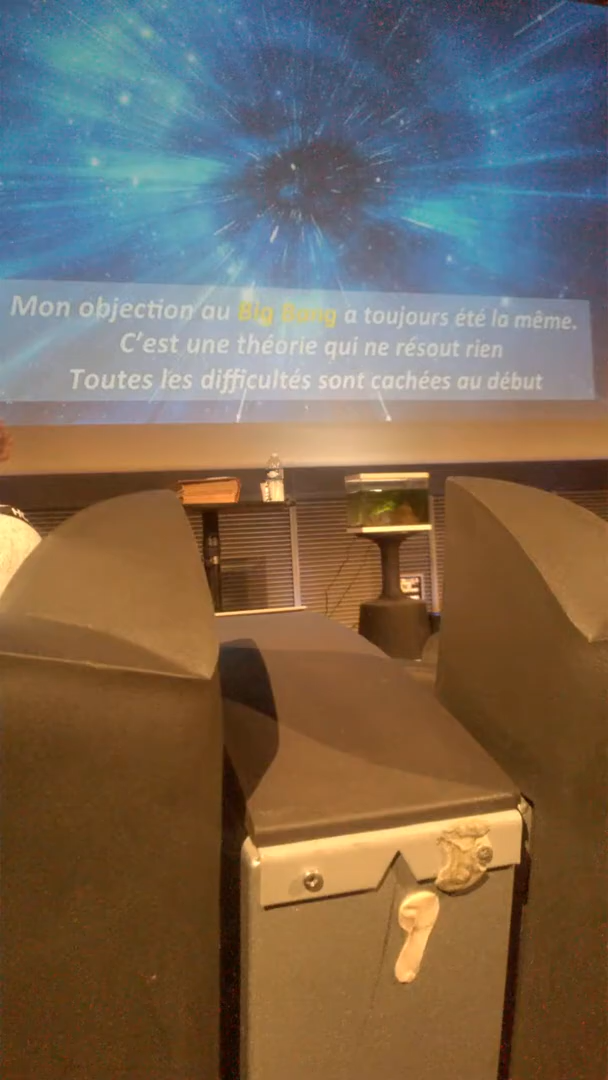 Mon objection au Big Bang a toujours été la même.
C'est une théorie qui ne résout rien
Toutes les difficultés sont cachées au début